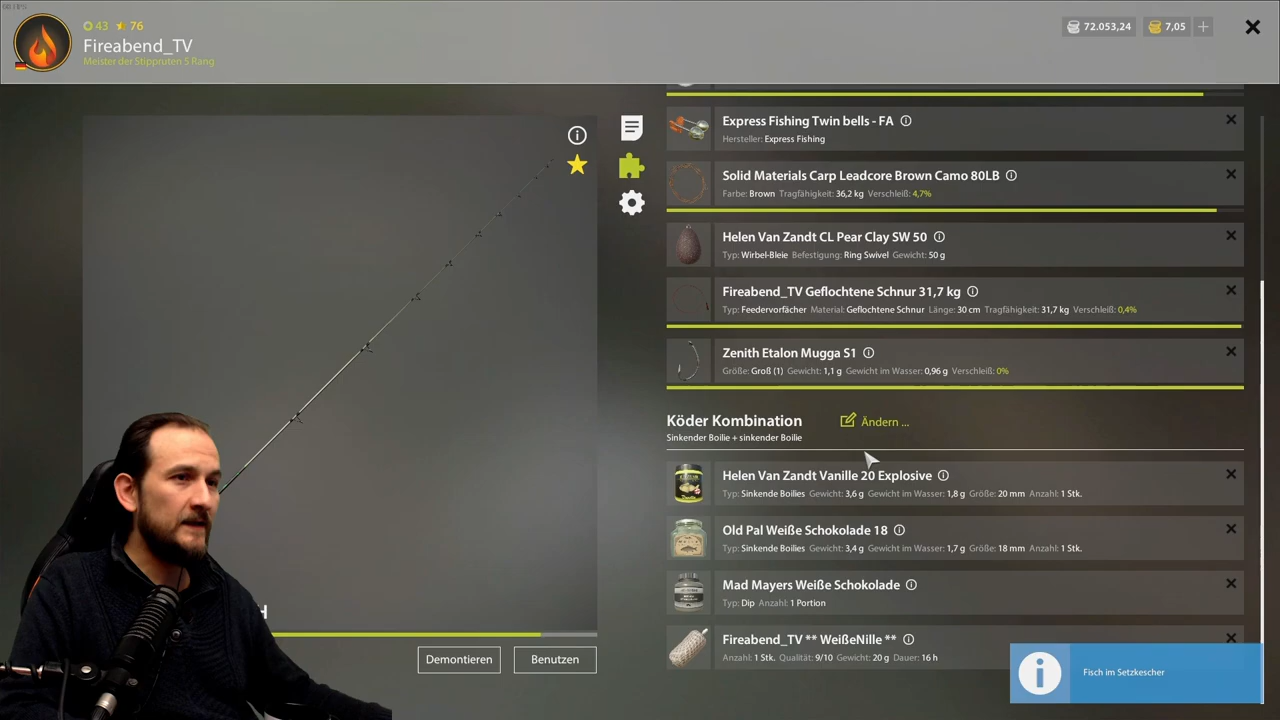 43 76
Fireabend_TV
Meister der Stippruten 5 Rang
72.053,24
7,05
Express Fishing Twin bells - FA
Hersteller: Express Fishing
Solid Materials Carp Leadcore Brown Camo 80LB
Farbe: Brown Tragfähigkeit: 36,2 kg Verschleiß: 4,7%
Helen Van Zandt CL Pear Clay SW 50
Typ: Wirbel-Bleie Befestigung: Ring Swivel Gewicht: 50 g
Fireabend_TV Geflochtene Schnur 31,7 kg
Typ: Feedervorfächer Material: Geflochtene Schnur Länge: 30 cm Tragfähigkeit: 31,7 kg Verschleiß: 0,4%
Zenith Etalon Mugga S1
Größe: Groß (1) Gewicht: 1,1 g Gewicht im Wasser: 0,96 g Verschleiß: 0%
Köder Kombination
Ändern ...
Sinkender Boilie + sinkender Boilie
Helen Van Zandt Vanille 20 Explosive
Typ: Sinkende Boilies Gewicht: 3,6 g Gewicht im Wasser: 1,8 g Größe: 20 mm Anzahl: 1 Stk.
Old Pal Weiße Schokolade 18
Typ: Sinkende Boilies Gewicht: 3,4 g Gewicht im Wasser: 1,7 g Größe: 18 mm Anzahl: 1 Stk.
Mad Mayers Weiße Schokolade
Typ: Dip Anzahl: 1 Portion
Fireabend_TV ** WeißeNille **
Anzahl: 1 Stk. Qualität: 9/10 Gewicht: 20 g Dauer: 16 h
H
Demontieren
Benutzen
Fisch im Setzkescher